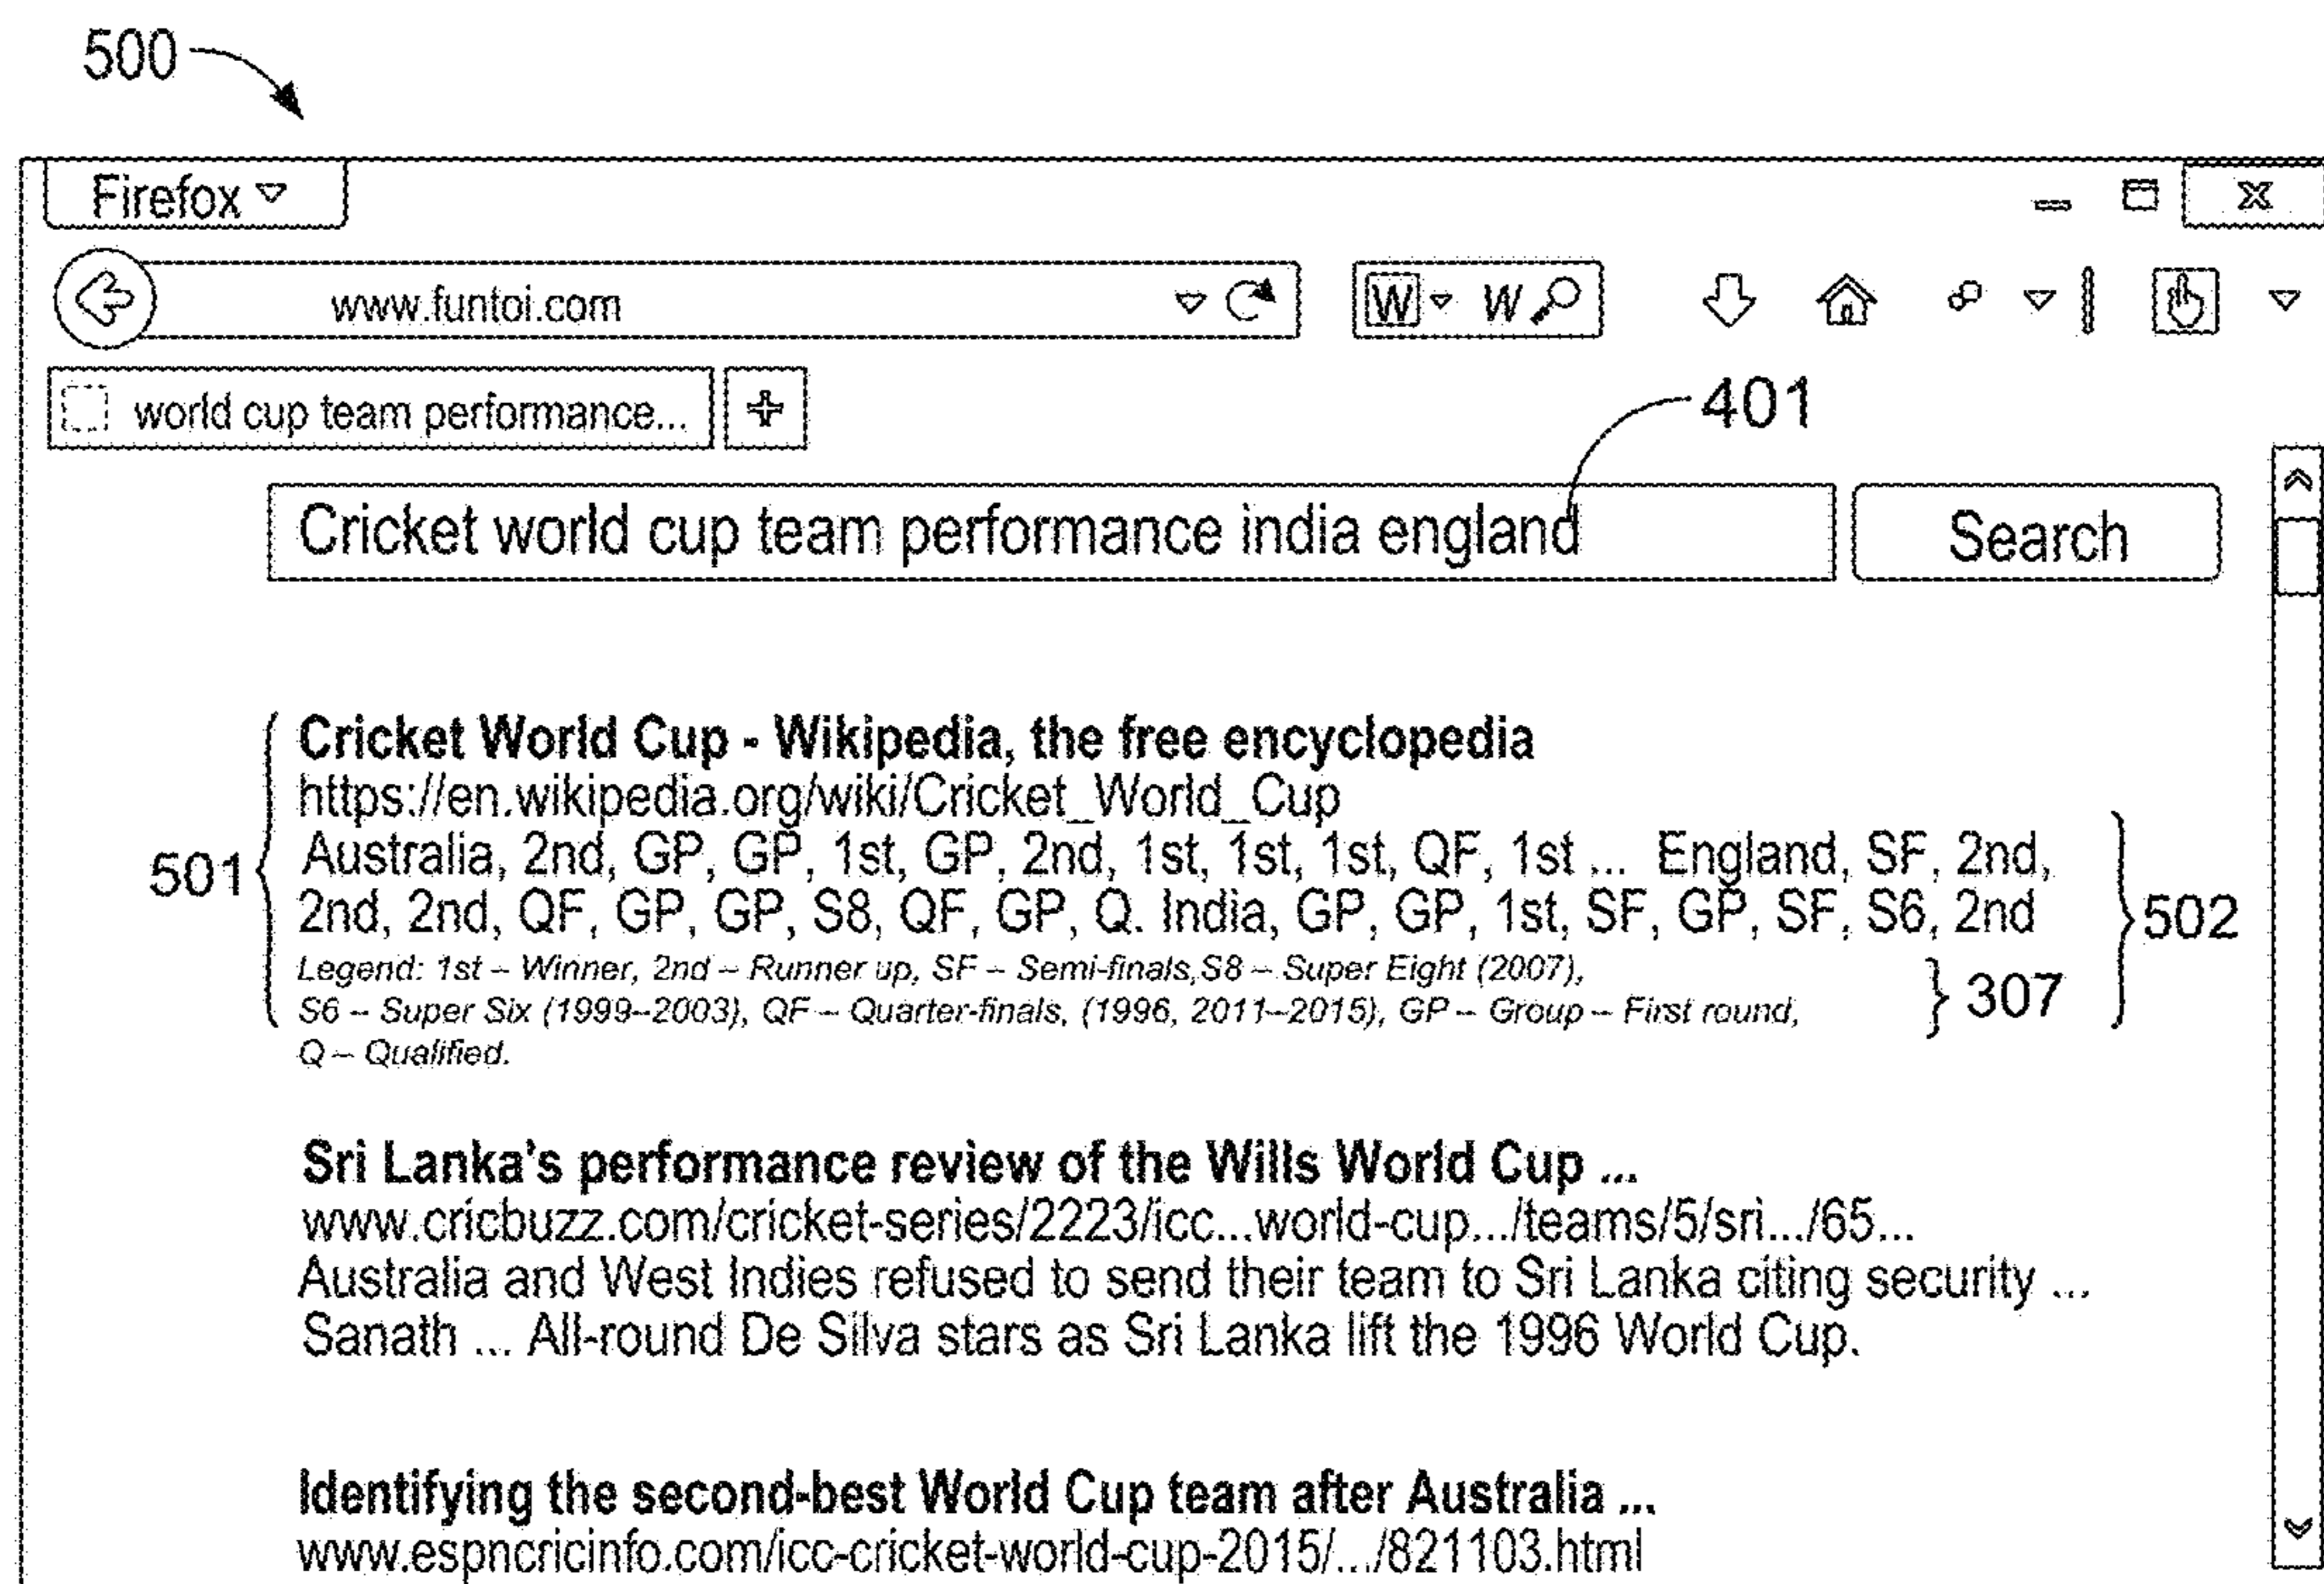 500
Firefox
www.funtoi.com
W W
world cup team performance...
401
Cricket world cup team performance india england
Search
Cricket World Cup - Wikipedia, the free encyclopedia
https://en.wikipedia.org/wiki/Cricket_World_Cup
501
Australia, 2nd, GP, GP, 1st, GP, 2nd, 1st, 1st, 1st, QF, 1st ... England, SF, 2nd,
2nd, 2nd, QF, GP, GP, S8, QF, GP, Q. India, GP, GP, 1st, SF, GP, SF, S6, 2nd
502
Legend: 1st – Winner, 2nd – Runner up, SF – Semi-finals,S8 – Super Eight (2007),
S6 – Super Six (1999–2003), QF – Quarter-finals, (1996, 2011–2015), GP – Group – First round,
307
Q – Qualified.
Sri Lanka's performance review of the Wills World Cup ...
www.cricbuzz.com/cricket-series/2223/icc...world-cup.../teams/5/sri.../65...
Australia and West Indies refused to send their team to Sri Lanka citing security ...
Sanath ... All-round De Silva stars as Sri Lanka lift the 1996 World Cup.
Identifying the second-best World Cup team after Australia ...
www.espncricinfo.com/icc-cricket-world-cup-2015/.../821103.html